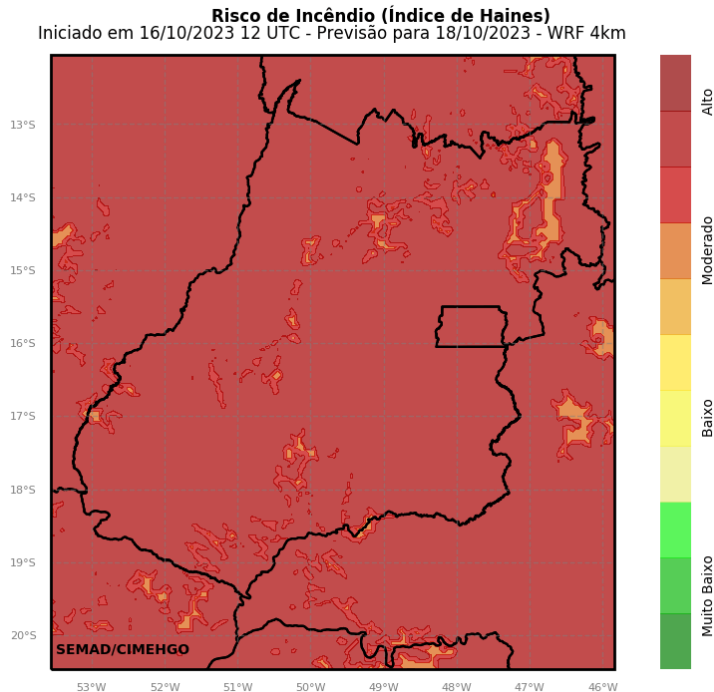 Risco de Incêndio (Índice de Haines)
Iniciado em 16/10/2023 12 UTC - Previsão para 18/10/2023 - WRF 4km
13°S
14°S
15°S
16°S
17°S
18°S
19°S
20°S
SEMAD/CIMEHGO
53°W 52°W 51°W 50°W 49°W 48°W 47°W 46°W
Alto
Moderado
Baixo
Muito Baixo